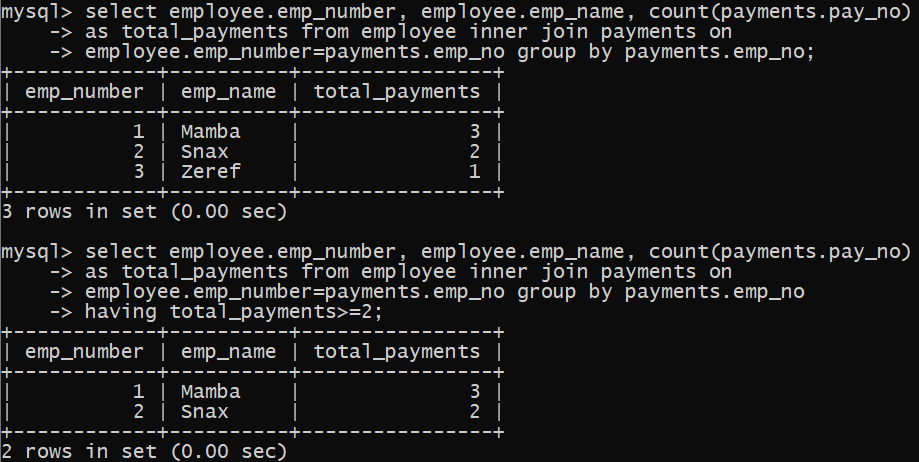 mysql> select employee.emp_number, employee.emp_name, count(payments.pay_no)
    -> as total_payments from employee inner join payments on
    -> employee.emp_number=payments.emp_no group by payments.emp_no;
+------------+----------+----------------+
| emp_number | emp_name | total_payments |
+------------+----------+----------------+
|          1 | Mamba    |              3 |
|          2 | Snax     |              2 |
|          3 | Zeref    |              1 |
+------------+----------+----------------+
3 rows in set (0.00 sec)

mysql> select employee.emp_number, employee.emp_name, count(payments.pay_no)
    -> as total_payments from employee inner join payments on
    -> employee.emp_number=payments.emp_no group by payments.emp_no
    -> having total_payments>=2;
+------------+----------+----------------+
| emp_number | emp_name | total_payments |
+------------+----------+----------------+
|          1 | Mamba    |              3 |
|          2 | Snax     |              2 |
+------------+----------+----------------+
2 rows in set (0.00 sec)